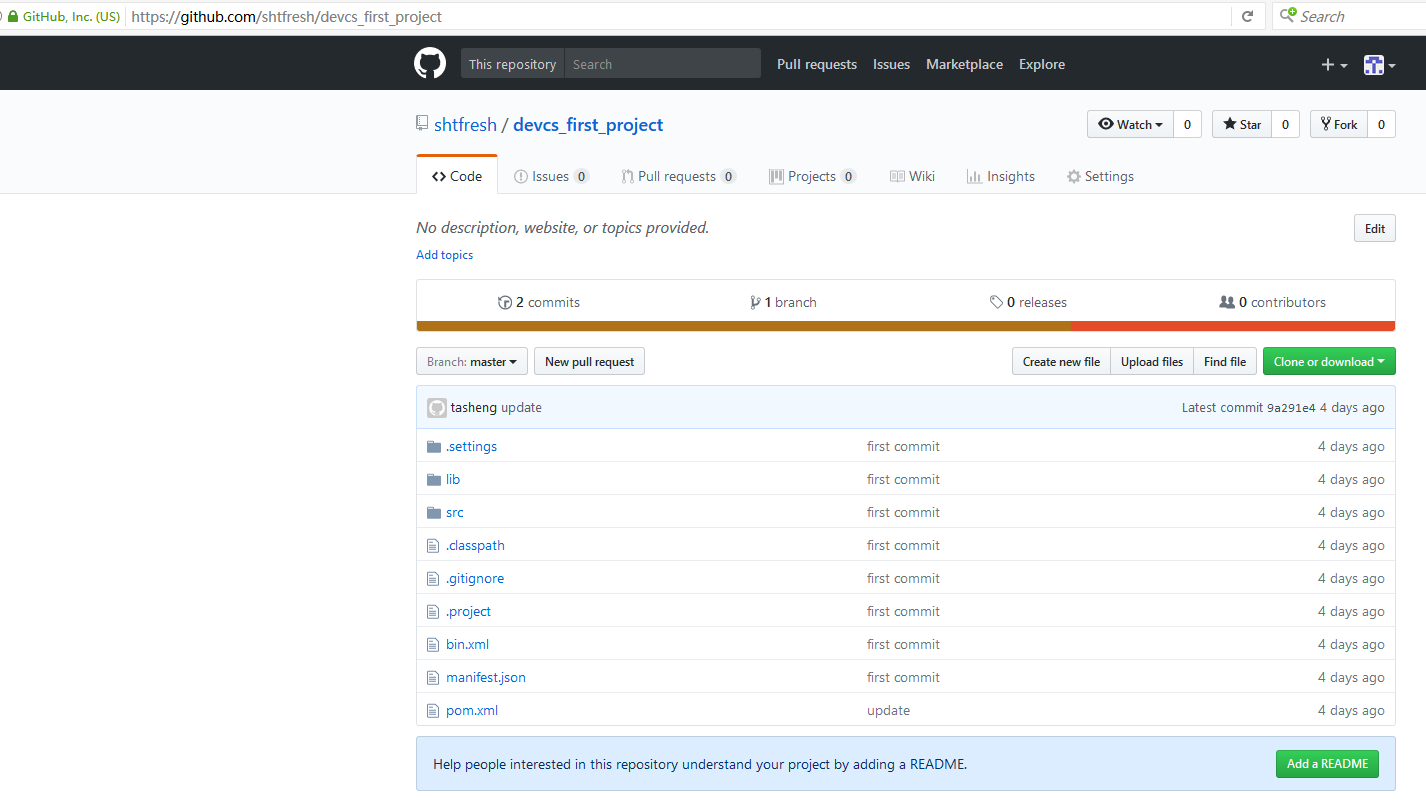 GitHub, Inc. (US) https://github.com/shtfresh/devcs_first_project Search
This repository Search Pull requests Issues Marketplace Explore
shtfresh / devcs_first_project Watch 0 Star 0 Fork 0
Code Issues 0 Pull requests 0 Projects 0 Wiki Insights Settings
No description, website, or topics provided. Edit
Add topics
2 commits 1 branch 0 releases 0 contributors
Branch: master New pull request Create new file Upload files Find file Clone or download
tasheng update Latest commit 9a291e4 4 days ago
.settings first commit 4 days ago
lib first commit 4 days ago
src first commit 4 days ago
.classpath first commit 4 days ago
.gitignore first commit 4 days ago
.project first commit 4 days ago
bin.xml first commit 4 days ago
manifest.json first commit 4 days ago
pom.xml update 4 days ago
Help people interested in this repository understand your project by adding a README. Add a README